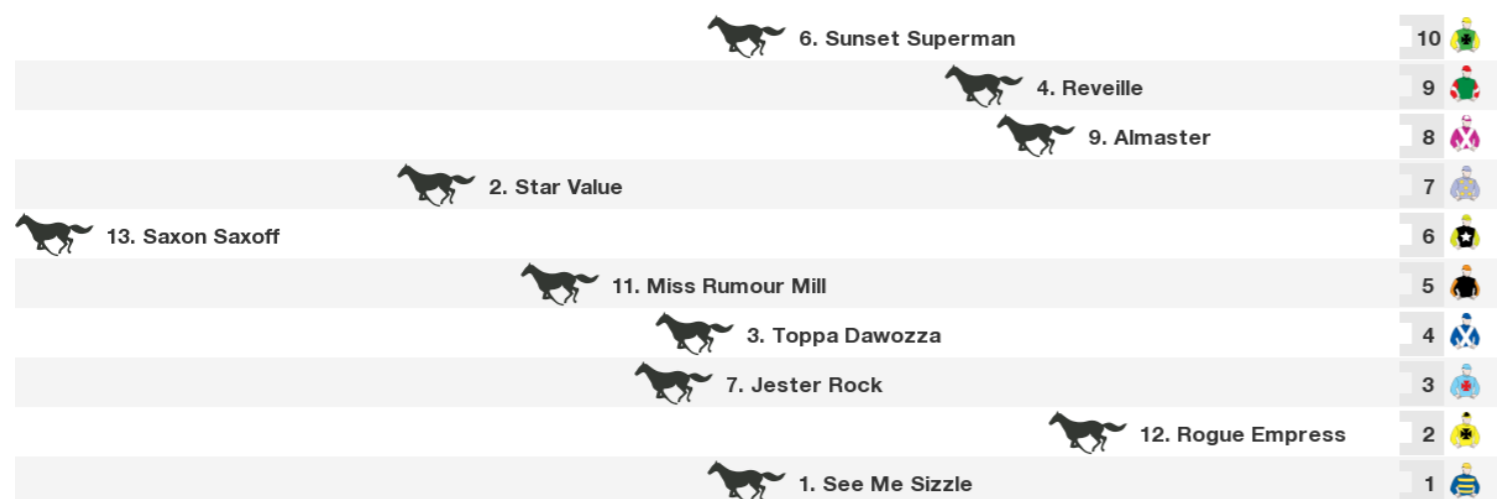 6. Sunset Superman 10
4. Reveille 9
9. Almaster 8
2. Star Value 7
13. Saxon Saxoff 6
11. Miss Rumour Mill 5
3. Toppa Dawozza 4
7. Jester Rock 3
12. Rogue Empress 2
1. See Me Sizzle 1